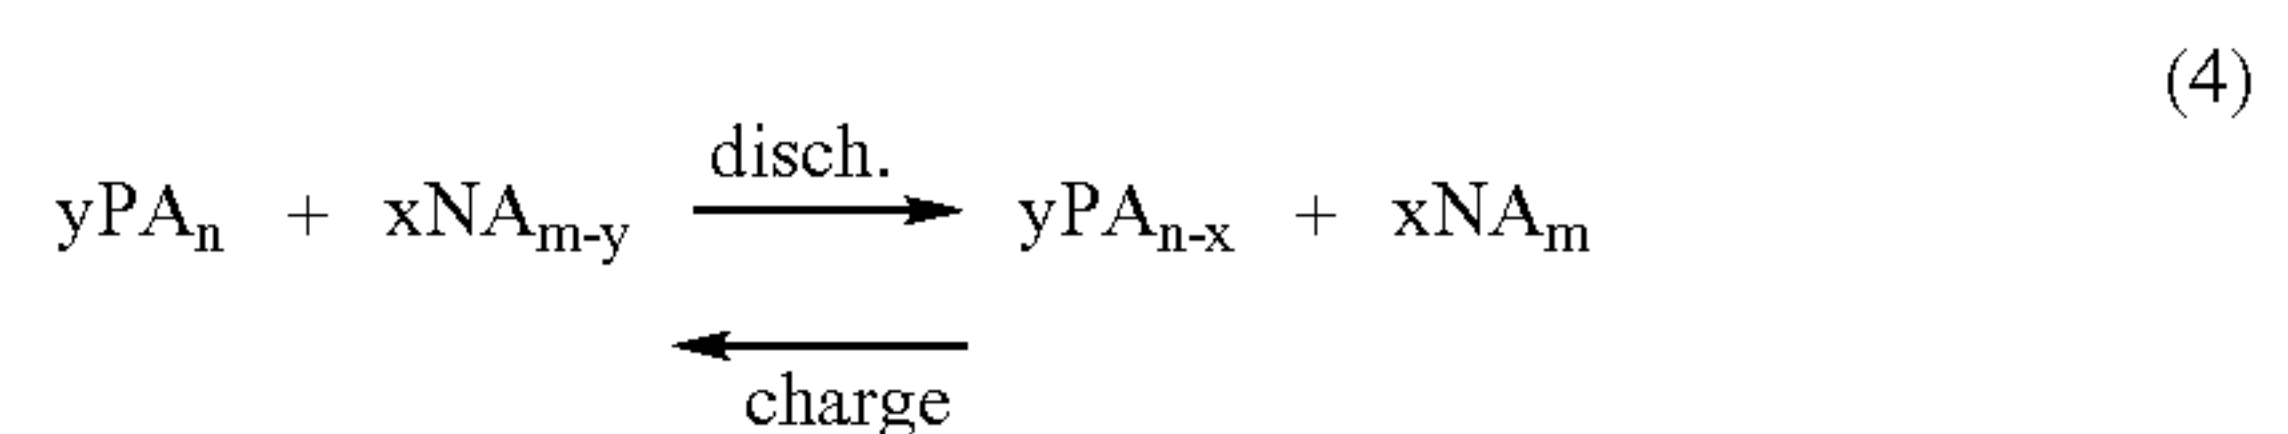 (4)
disch.
yPAn + xNAm-y ⟶ yPAn-x + xNAm
⟵
charge